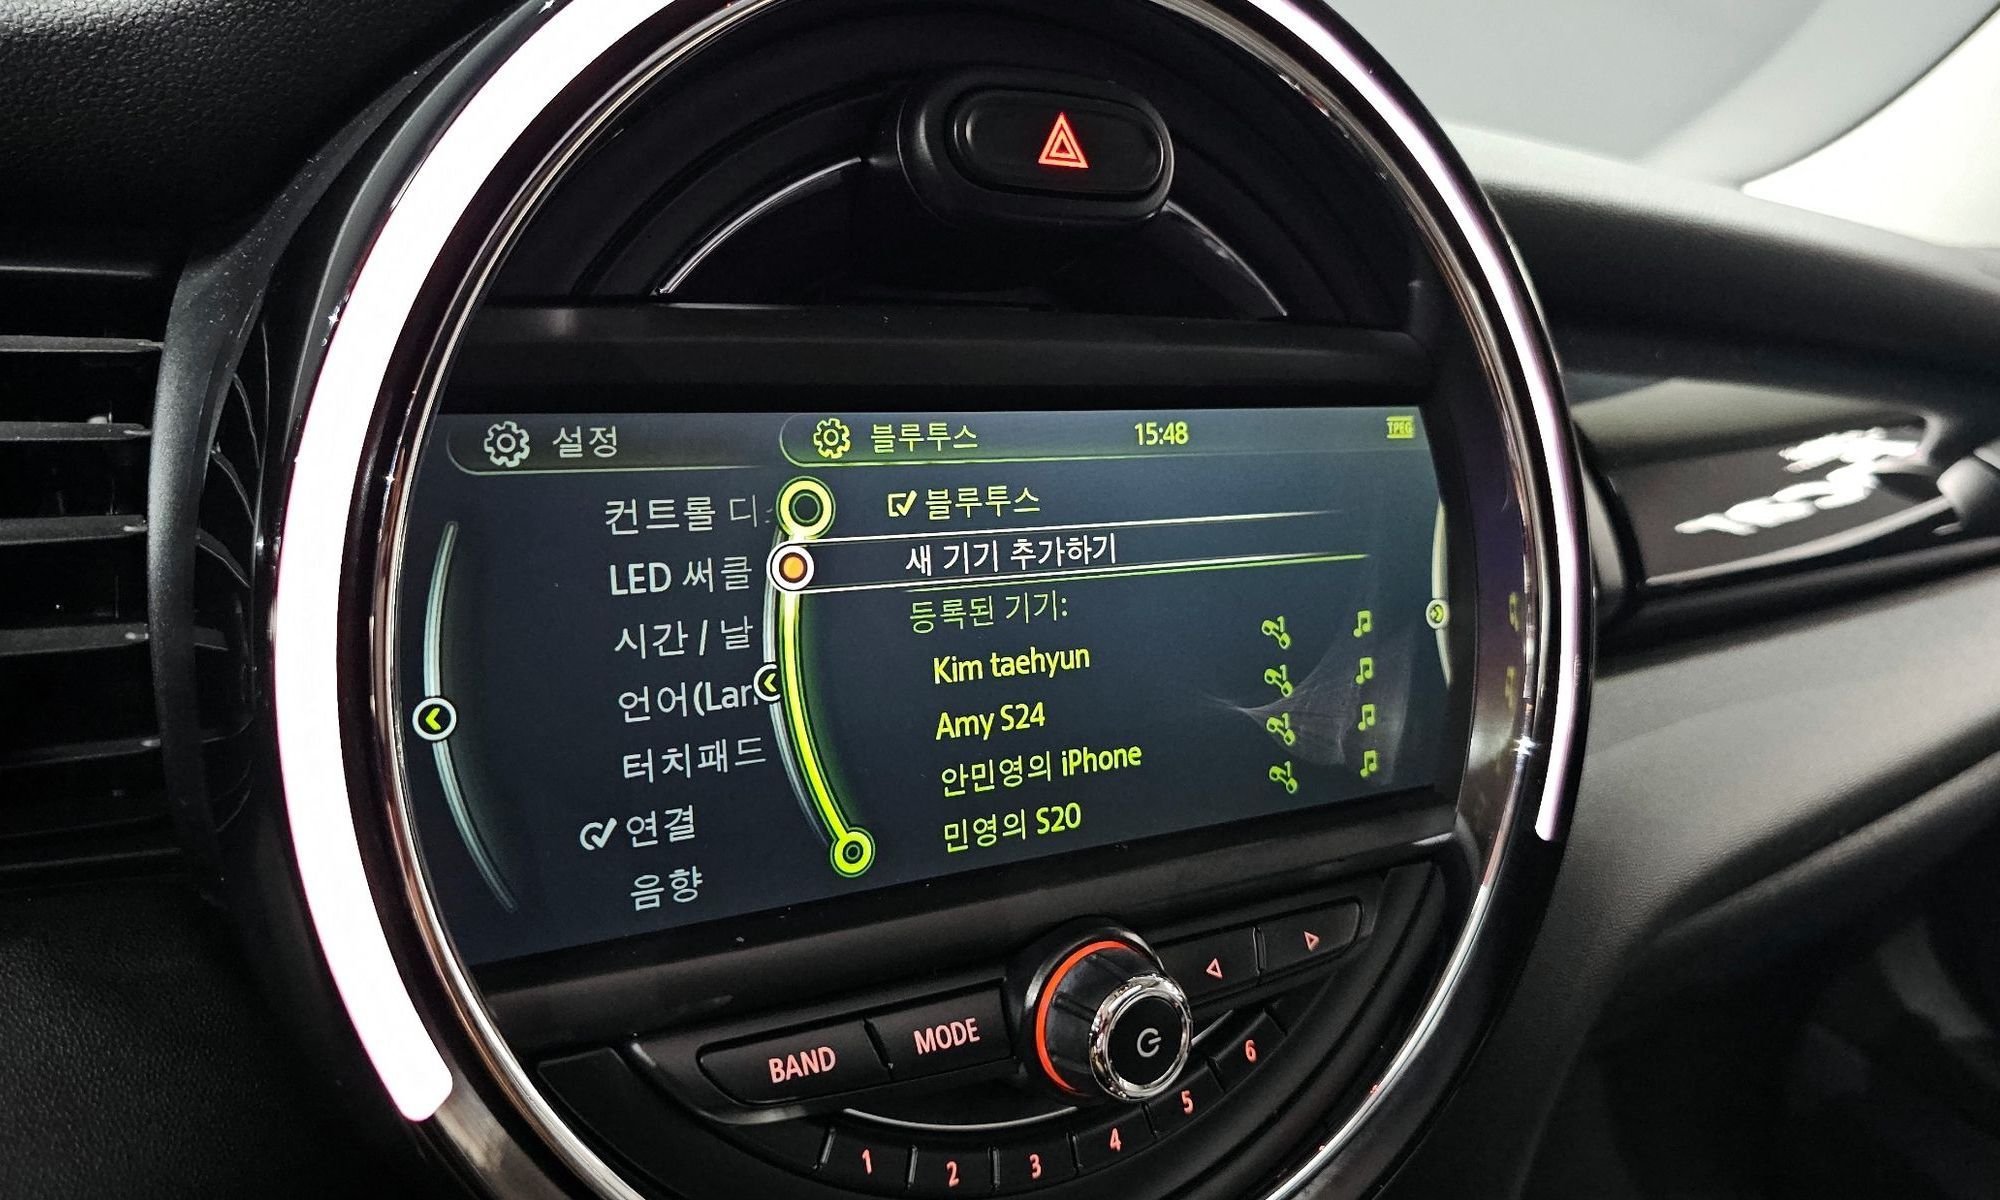 설정
블루투스 15:48 TPEG
컨트롤
LED 써클
시간 / 날
언어(Lan
터치패드
연결
음향
블루투스
새 기기 추가하기
등록된 기기:
Kim taehyun
Amy S24
안민영의 iPhone
민영의 S20
BAND MODE
1 2 3 4 5 6